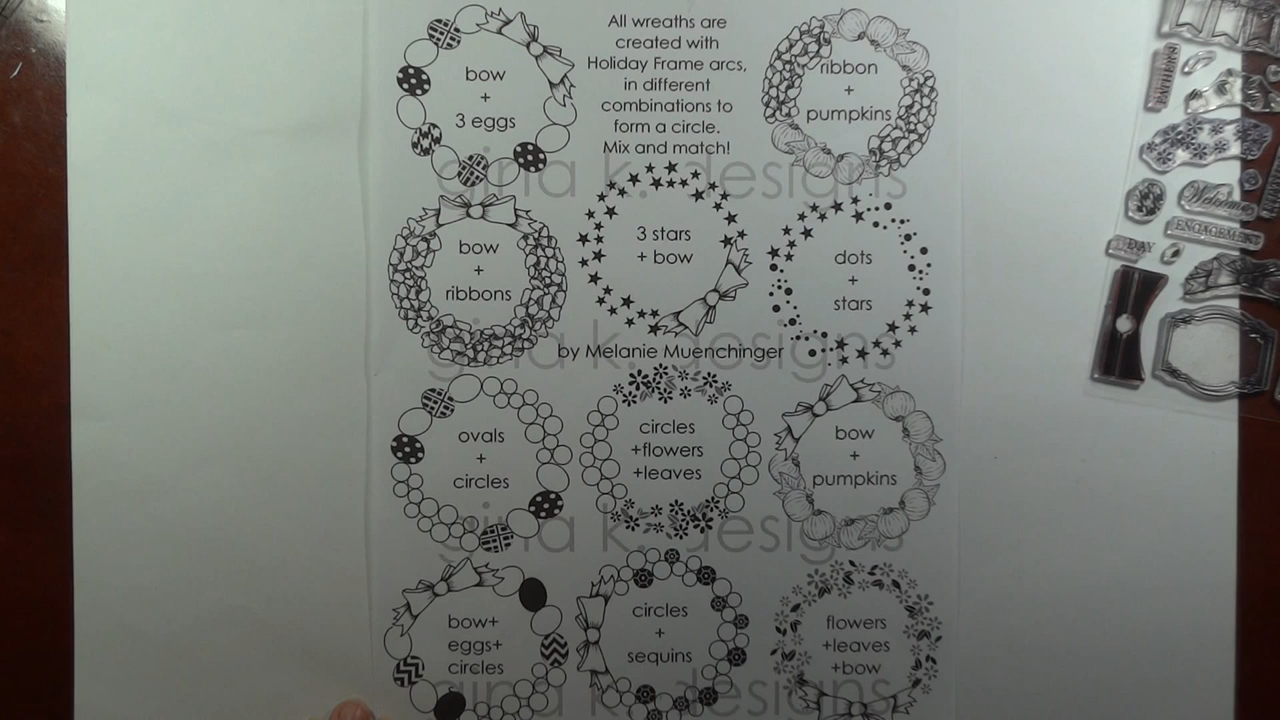 bow
+
3 eggs
All wreaths are
created with
Holiday Frame arcs,
in different
combinations to
form a circle.
Mix and match!
ribbon
+
pumpkins
gina k. designs
bow
+
ribbons
3 stars
+ bow
dots
+
stars
gina k. designs
by Melanie Muenchinger
ovals
+
circles
circles
+flowers
+leaves
bow
+
pumpkins
gina k. designs
bow+
eggs+
circles
circles
+
sequins
flowers
+leaves
+bow
gina k. designs
Welcome
ENGAGEMENT
DAY